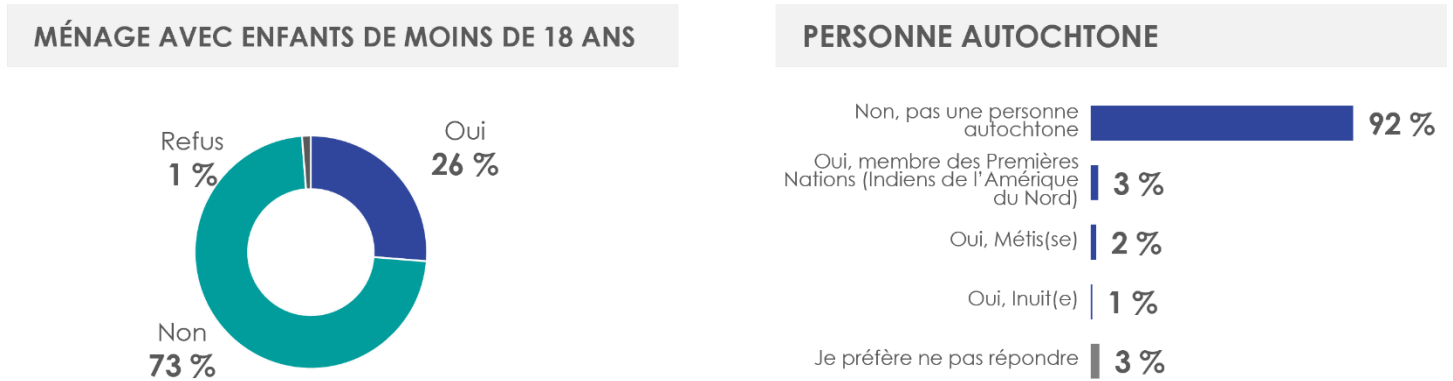 MÉNAGE AVEC ENFANTS DE MOINS DE 18 ANS
Refus
1 %
Oui
26 %
Non
73 %
PERSONNE AUTOCHTONE
Non, pas une personne
autochtone
92 %
Oui, membre des Premières
Nations (Indiens de l'Amérique
du Nord)
3 %
Oui, Métis(se)
2 %
Oui, Inuit(e)
1 %
Je préfère ne pas répondre
3 %